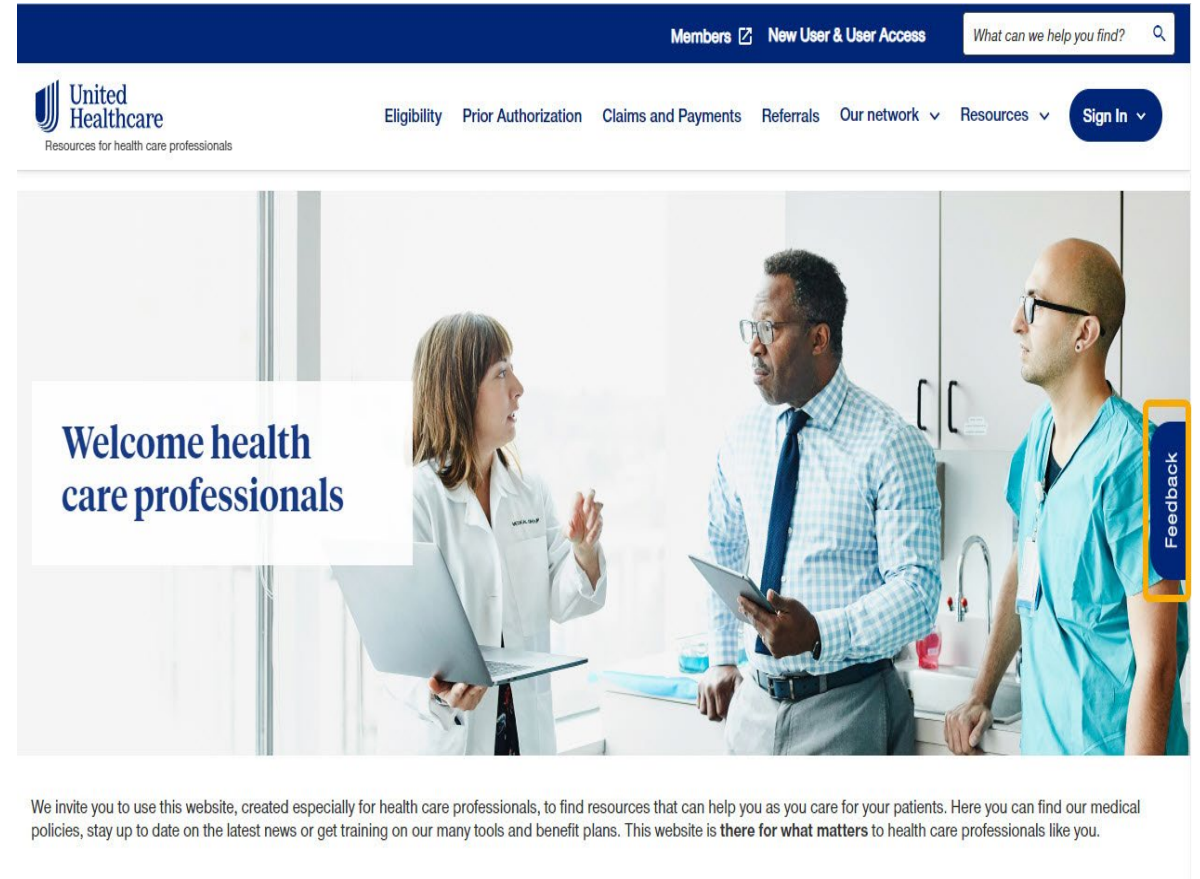 Members New User & User Access What can we help you find?
United
Healthcare
Resources for health care professionals
Eligibility Prior Authorization Claims and Payments Referrals Our network Resources Sign In
Welcome health
care professionals
Feedback
We invite you to use this website, created especially for health care professionals, to find resources that can help you as you care for your patients. Here you can find our medical
policies, stay up to date on the latest news or get training on our many tools and benefit plans. This website is there for what matters to health care professionals like you.